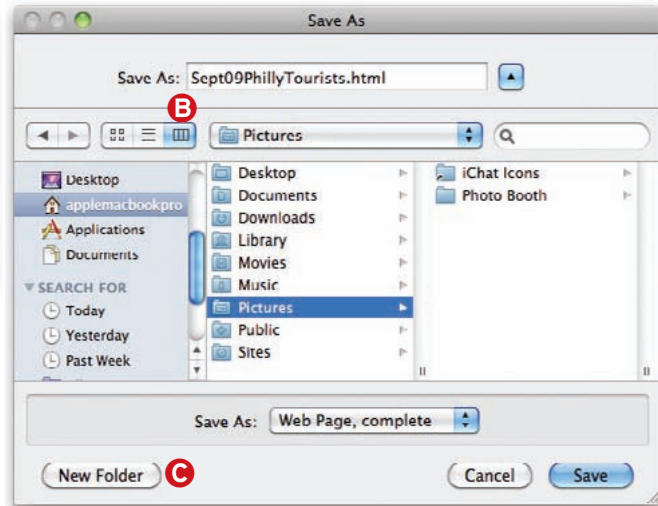 Save As
Save As: Sept09PhillyTourists.html
B
Pictures
Desktop
applemacbookpro
Applications
Documents
SEARCH FOR
Today
Yesterday
Past Week
Desktop
Documents
Downloads
Library
Movies
Music
Pictures
Public
Sites
iChat Icons
Photo Booth
Save As: Web Page, complete
New Folder C Cancel Save